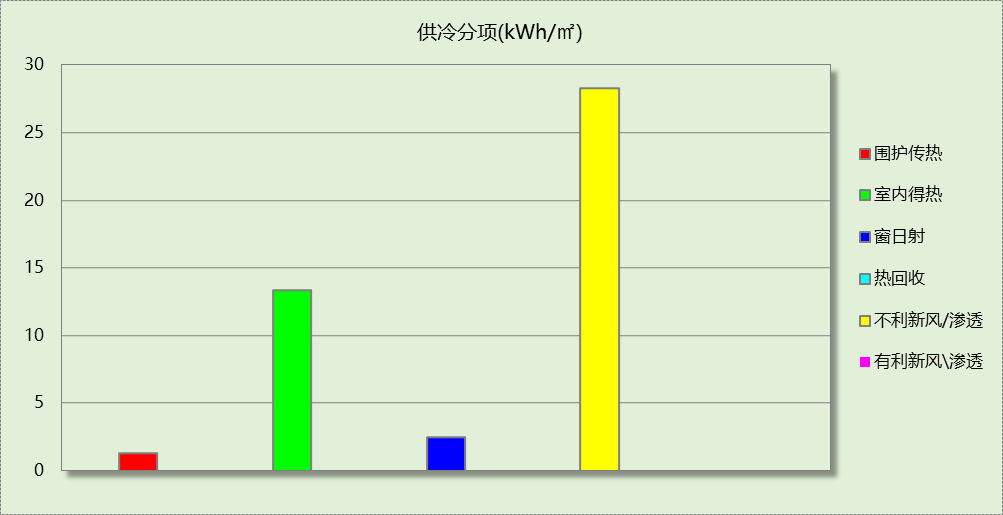 供冷分项(kWh/㎡)
30
25
20
15
10
5
0
围护传热
室内得热
窗日射
热回收
不利新风/渗透
有利新风\渗透